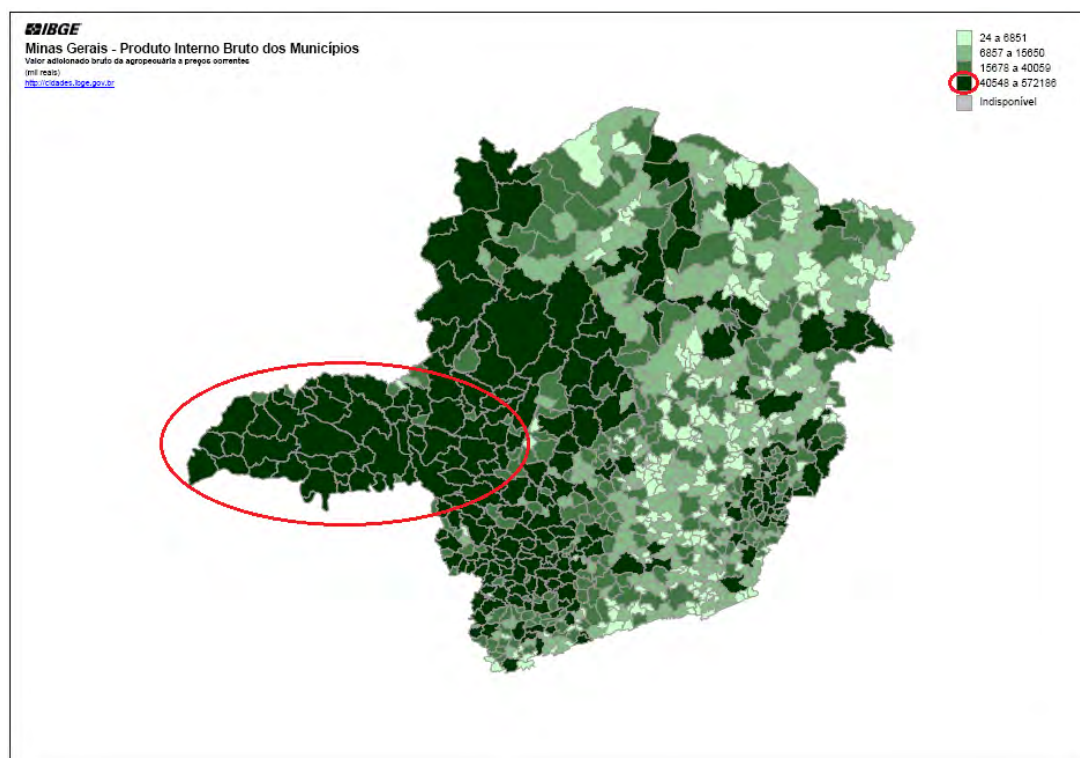 IBGE
Minas Gerais - Produto Interno Bruto dos Municípios
Valor adicionado bruto da agropecuária a preços correntes
(mil reais)
http://cidades.ibge.gov.br
24 a 6851
6857 a 15650
15678 a 40059
40548 a 572186
Indisponível